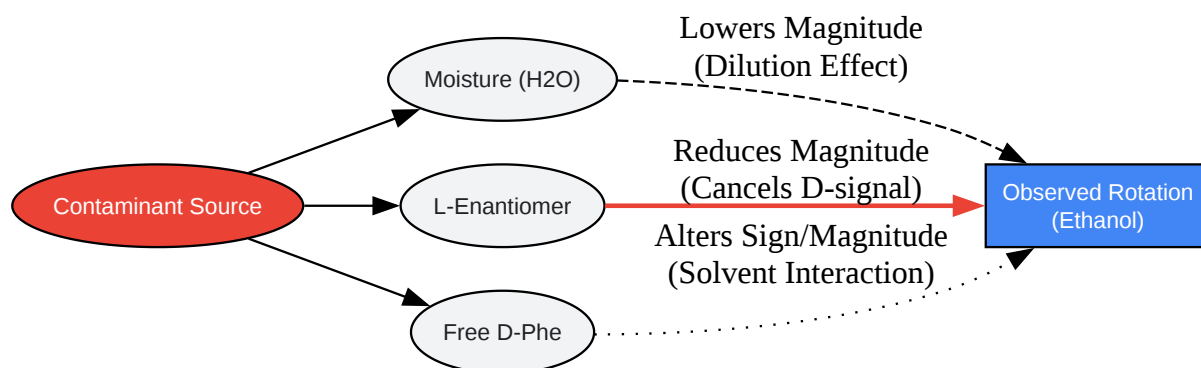 Lowers Magnitude
(Dilution Effect)
Moisture (H2O)
Reduces Magnitude
(Cancels D-signal)
Contaminant Source
L-Enantiomer
Observed Rotation
(Ethanol)
Alters Sign/Magnitude
(Solvent Interaction)
Free D-Phe